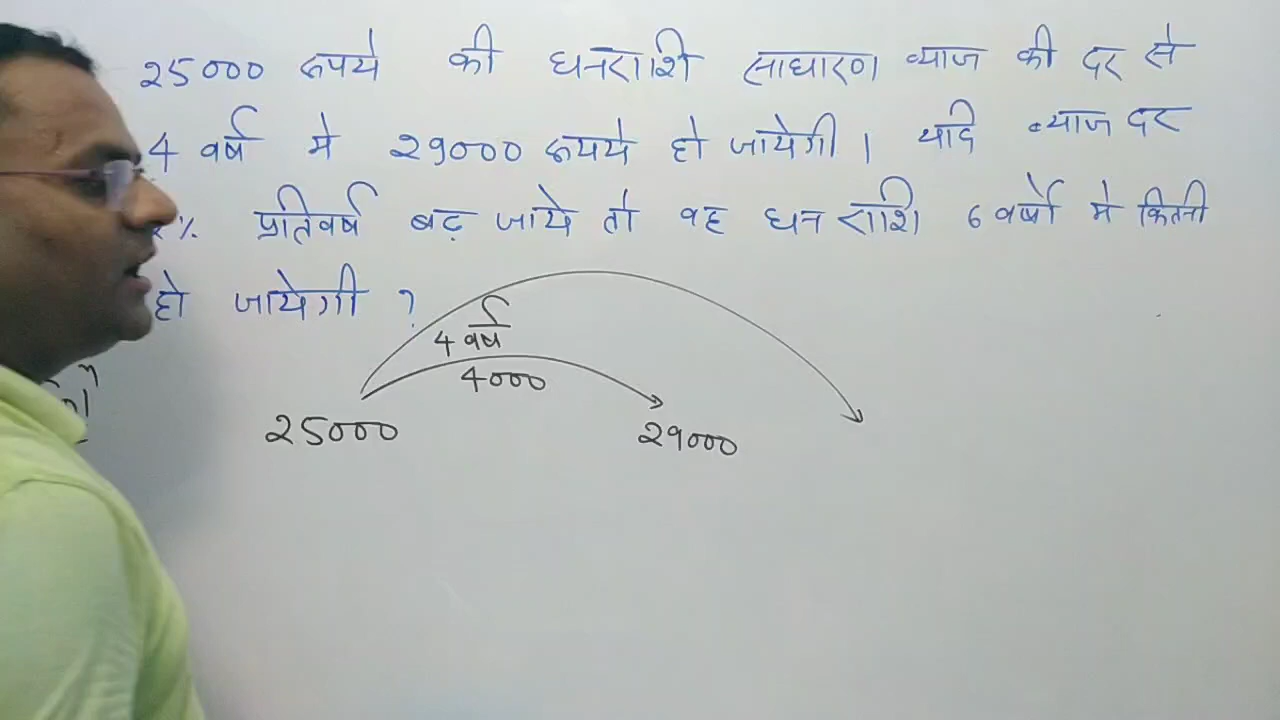 25000 रूपये की धनराशि साधारण ब्याज की दर से
4 वर्ष मे 29000 रूपये हो जायेगी । यदि ब्याज दर
% प्रतिवर्ष बढ़ जाये तो वह धन राशि 6 वर्षो मे कितनी
हो जायेगी ?
4 वर्ष
4000
25000
29000